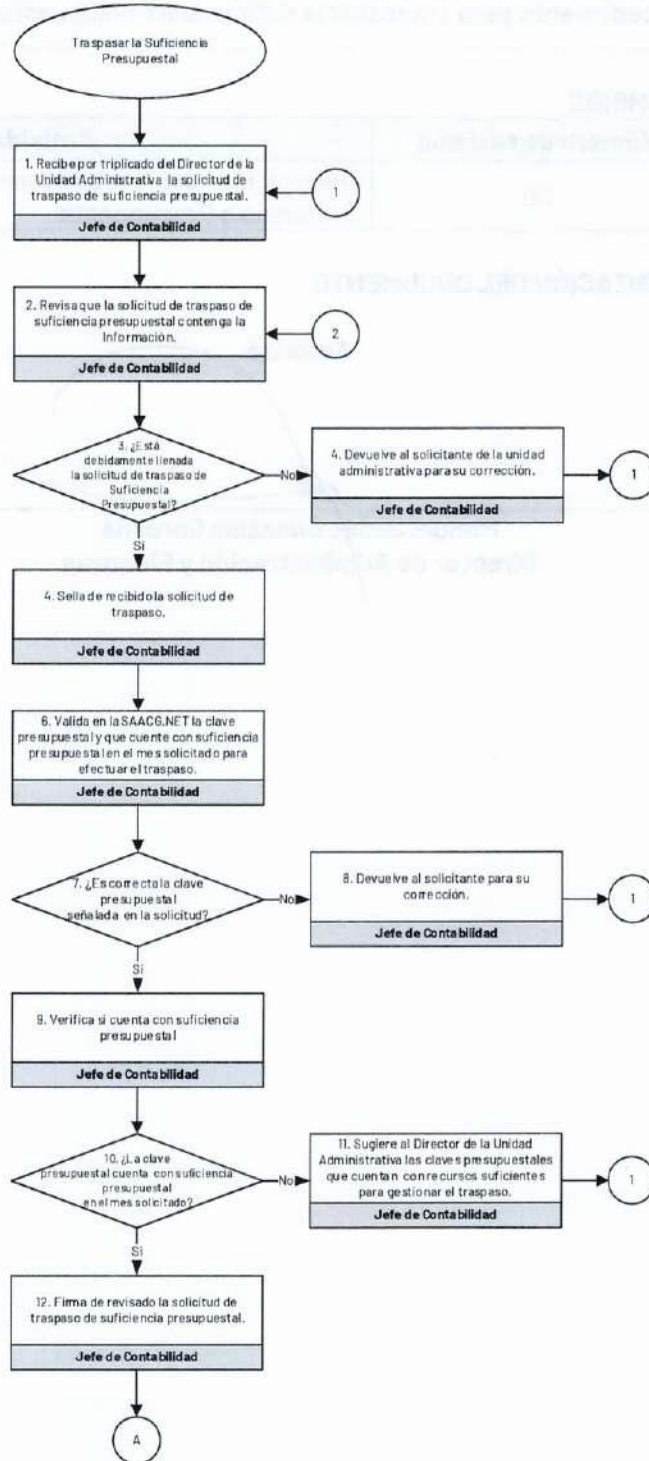 Traspasar la Suficiencia
Presupuestal
1. Recibe por triplicado del Director de la
Unidad Administrativa la solicitud de
traspaso de suficiencia presupuestal.
Jefe de Contabilidad
1
2. Revisa que la solicitud de traspaso de
suficiencia presupuestal contenga la
Información.
Jefe de Contabilidad
2
3. ¿Está
debidamente llenada
la solicitud de traspaso de
Suficiencia
Presupuestal?
No
4. Devuelve al solicitante de la unidad
administrativa para su corrección.
Jefe de Contabilidad
1
Sí
4. Sella de recibido la solicitud de
traspaso.
Jefe de Contabilidad
6. Valida en la SAACG.NET la clave
presupuestal y que cuente con suficiencia
presupuestal en el mes solicitado para
efectuar el traspaso.
Jefe de Contabilidad
7. ¿Es correcta la clave
presupuestal
señalada en la solicitud?
No
8. Devuelve al solicitante para su
corrección.
Jefe de Contabilidad
1
Sí
9. Verifica si cuenta con suficiencia
presupuestal
Jefe de Contabilidad
10. ¿La clave
presupuestal cuenta con suficiencia
presupuestal
en el mes solicitado?
No
11. Sugiere al Director de la Unidad
Administrativa las claves presupuestales
que cuentan con recursos suficientes
para gestionar el traspaso.
Jefe de Contabilidad
1
Sí
12. Firma de revisado la solicitud de
traspaso de suficiencia presupuestal.
Jefe de Contabilidad
A